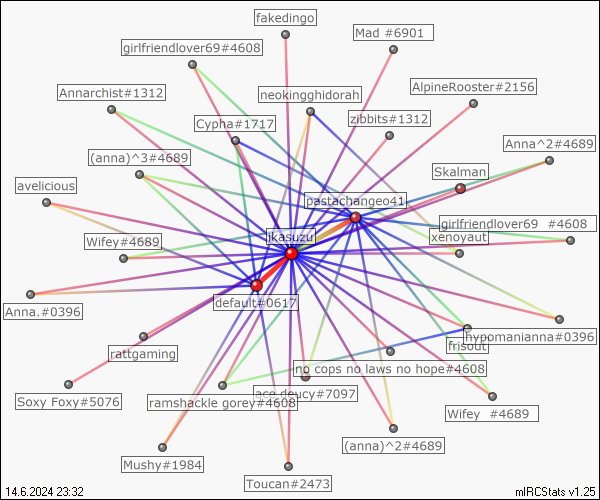 fakedingo
Mad #6901
girlfriendlover69#4608
AlpineRooster#2156
Annarchist#1312
neokingghidorah
zibbits#1312
Cypha#1717
Anna^2#4689
(anna)^3#4689
Skalman
avelicious
pastachangeo41
girlfriendlover69 #4608
jkasuzu
xenoyaut
Wifey#4689
default#0617
Anna.#0396
hypomanianna#0396
frisout
rattgaming
no cops no laws no hope#4608
ace deucy#7097
Soxy Foxy#5076
ramshackle gorey#4608
Wifey #4689
(anna)^2#4689
Mushy#1984
Toucan#2473
14.6.2024 23:32
mIRCStats v1.25